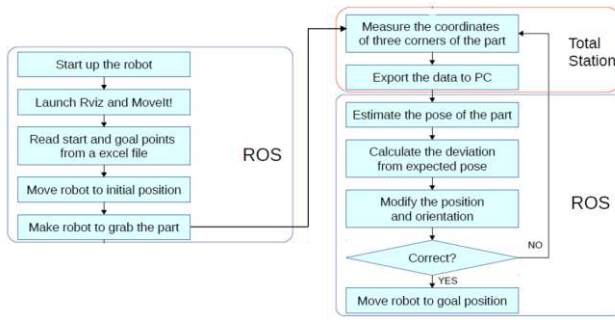 Start up the robot
Launch Rviz and MoveIt!
Read start and goal points
from a excel file
Move robot to initial position
Make robot to grab the part
ROS
Measure the coordinates
of three corners of the part
Export the data to PC
Total
Station
Estimate the pose of the part
Calculate the deviation
from expected pose
Modify the position
and orientation
Correct?
NO
YES
Move robot to goal position
ROS